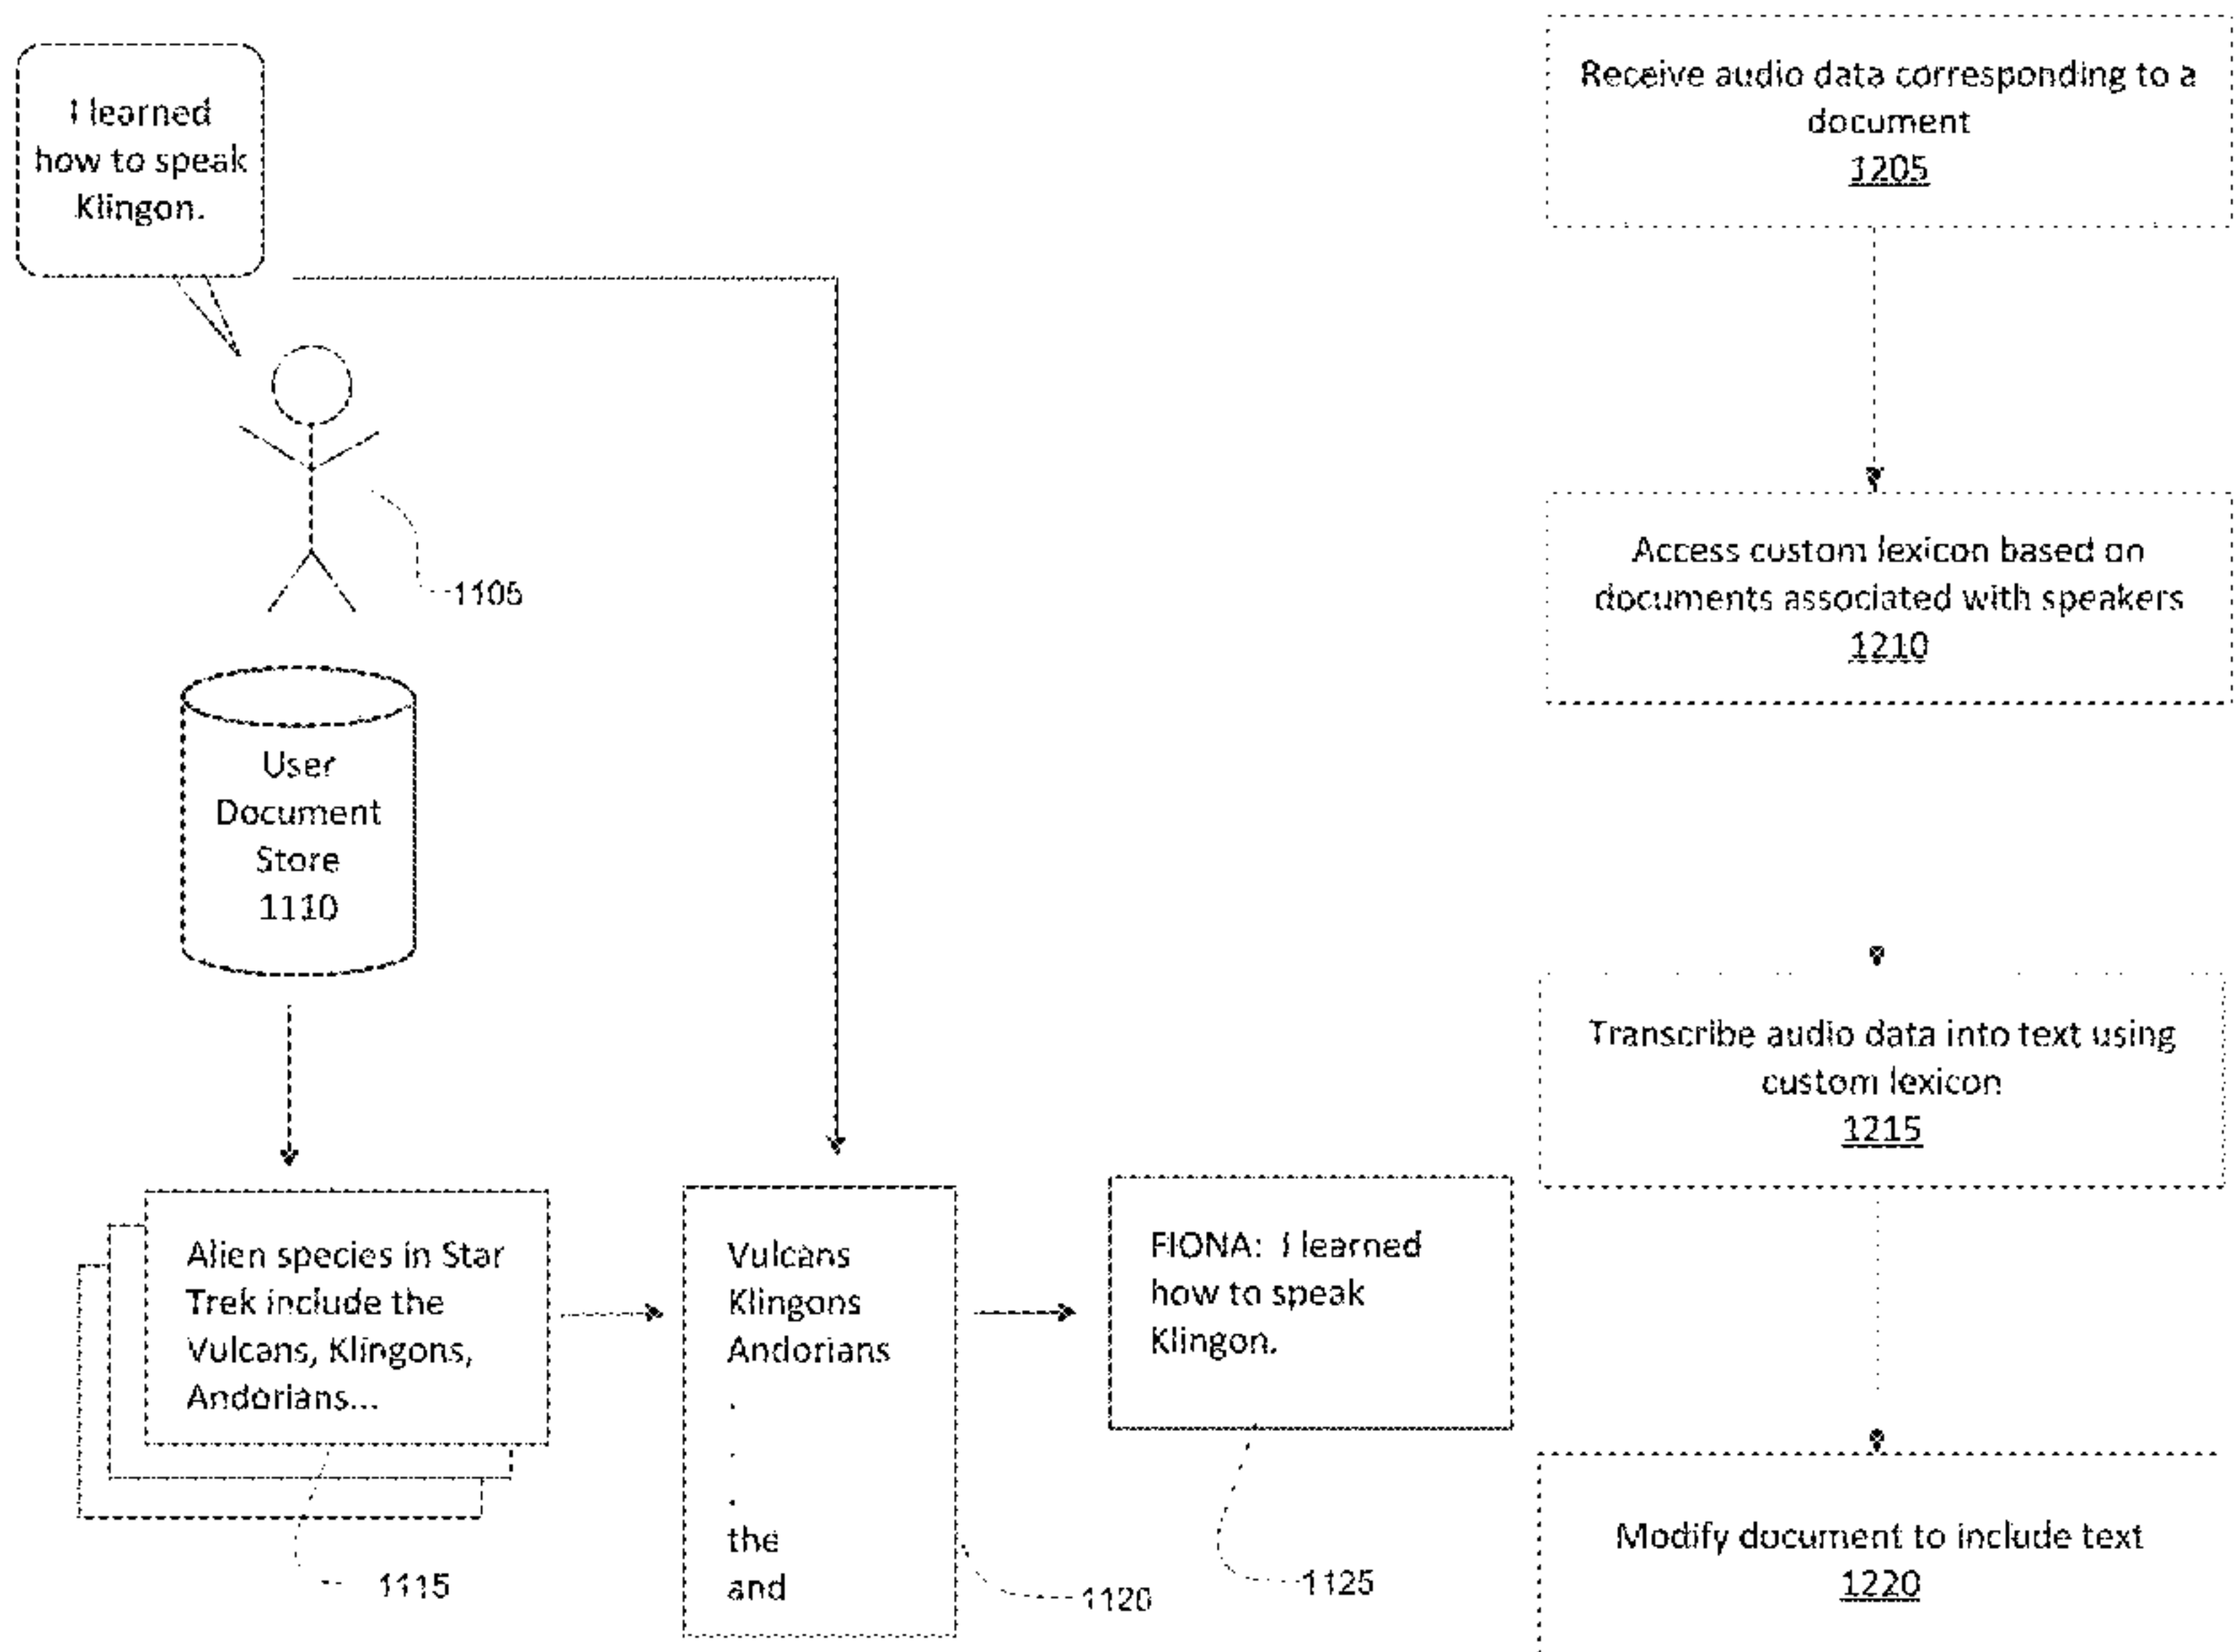 I learned
how to speak
Klingon.
1105
User
Document
Store
1110
Alien species in Star
Trek include the
Vulcans, Klingons,
Andorians...
1115
Vulcans
Klingons
Andorians
.
.
.
the
and
1120
FIONA: I learned
how to speak
Klingon.
1125
Receive audio data corresponding to a
document
1205
Access custom lexicon based on
documents associated with speakers
1210
Transcribe audio data into text using
custom lexicon
1215
Modify document to include text
1220